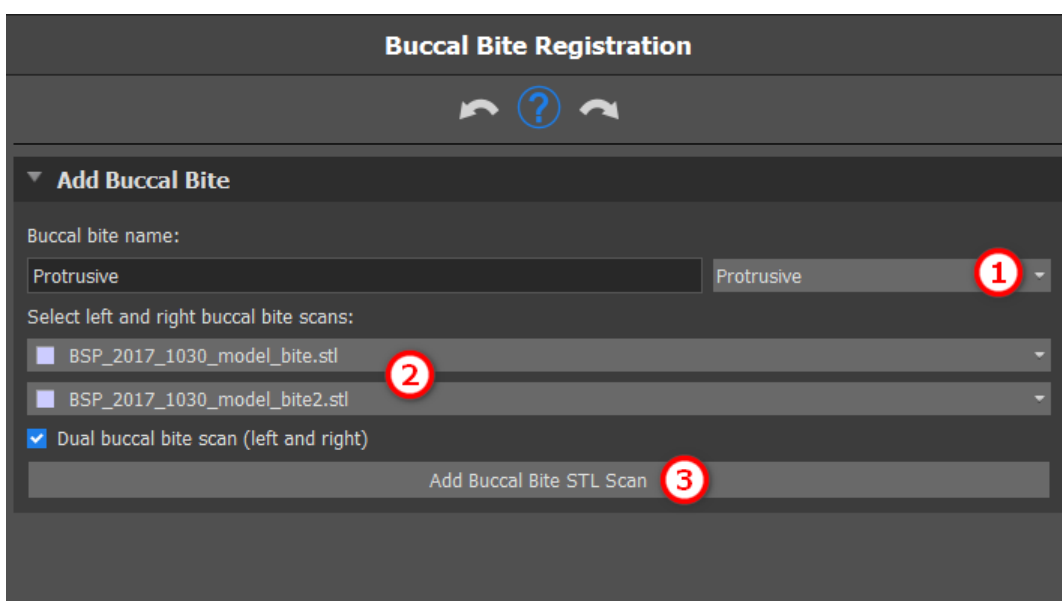 Buccal Bite Registration
?
Add Buccal Bite
Buccal bite name:
Protrusive Protrusive 1
Select left and right buccal bite scans:
BSP_2017_1030_model_bite.stl
2
BSP_2017_1030_model_bite2.stl
Dual buccal bite scan (left and right)
Add Buccal Bite STL Scan 3